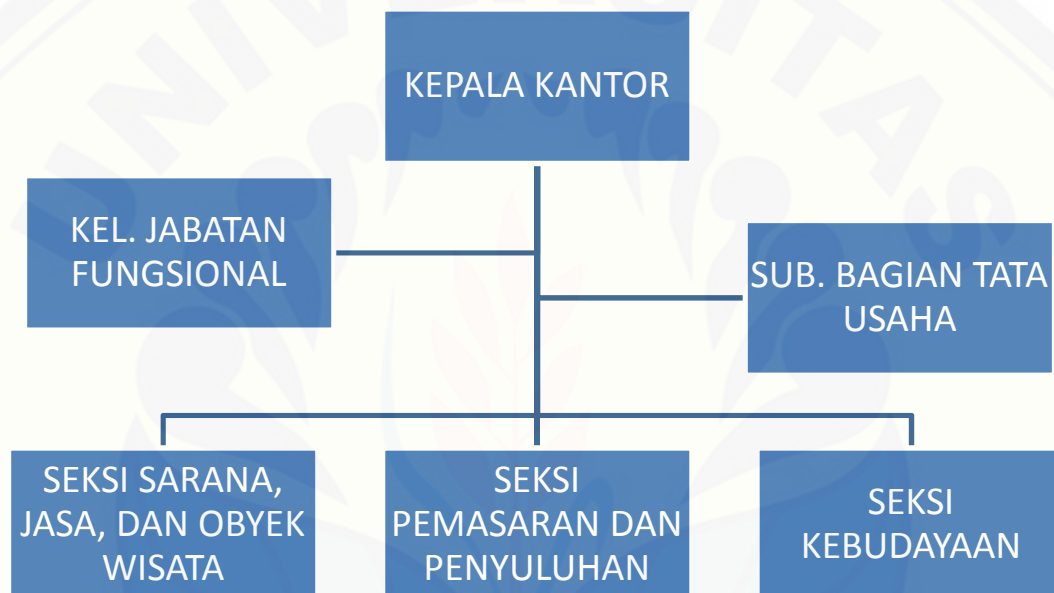 UNIVERSITAS
KEPALA KANTOR
KEL. JABATAN
FUNGSIONAL
SUB. BAGIAN TATA
USAHA
SEKSI SARANA,
JASA, DAN OBYEK
WISATA
SEKSI
PEMASARAN DAN
PENYULUHAN
SEKSI
KEBUDAYAAN